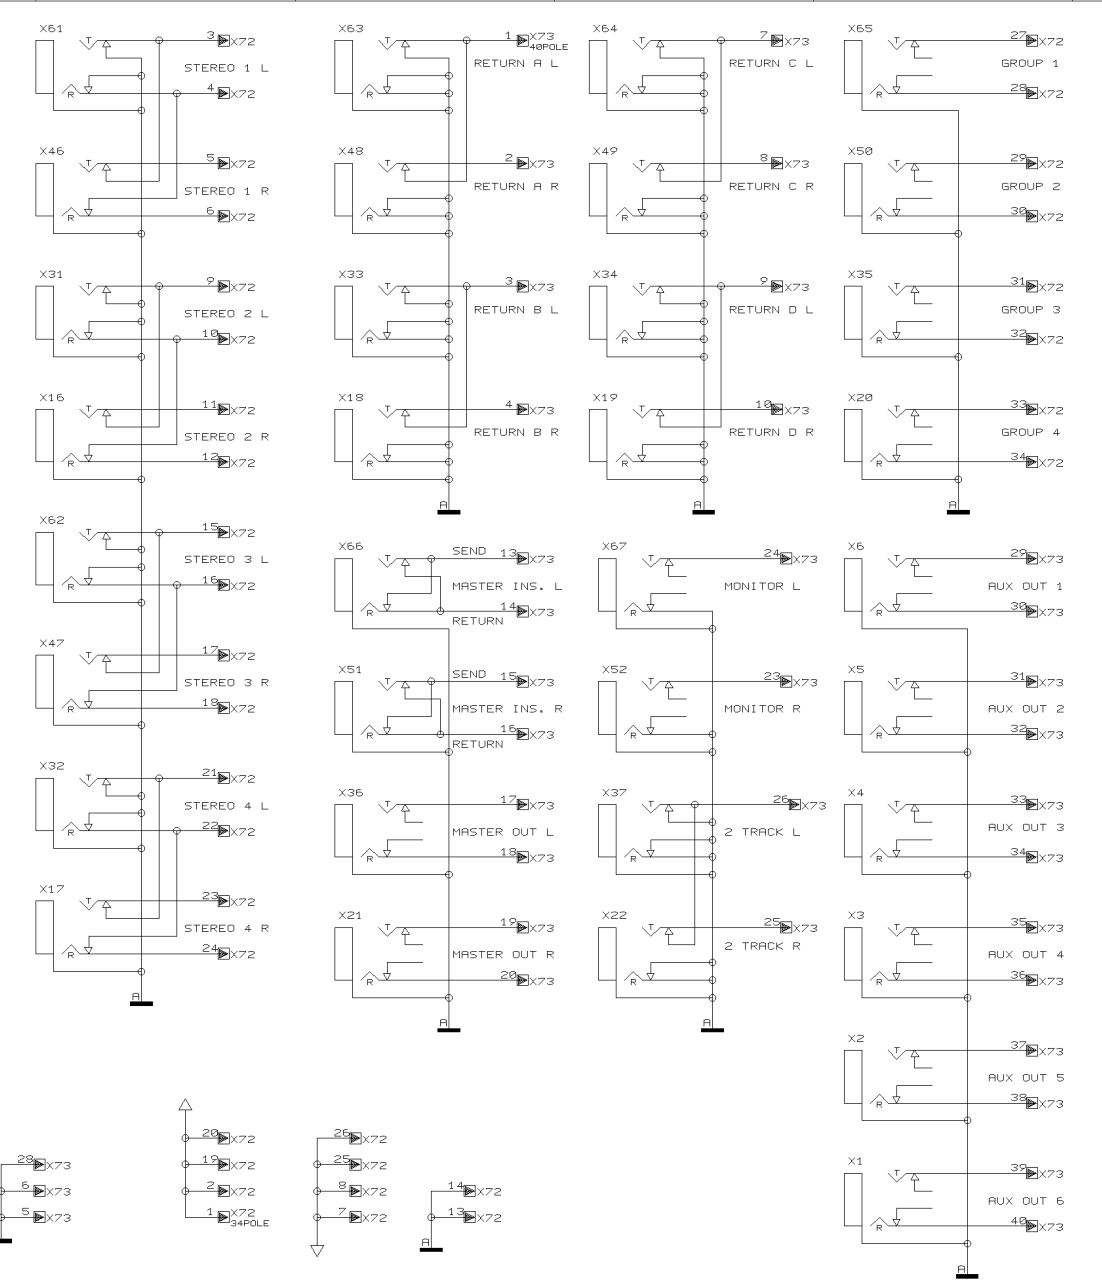 X61
T
3
X72
STEREO 1 L
4
R
X72
X46
T
5
X72
STEREO 1 R
6
R
X72
X31
T
9
X72
STEREO 2 L
10
R
X72
X16
T
11
X72
STEREO 2 R
12
R
X72
X62
T
15
X72
STEREO 3 L
16
R
X72
X47
T
17
X72
STEREO 3 R
18
R
X72
X32
T
21
X72
STEREO 4 L
22
R
X72
X17
T
23
X72
STEREO 4 R
24
R
X72
A
X63
T
1
X73
40POLE
RETURN A L
R
X48
T
2
X73
RETURN A R
R
X33
T
3
X73
RETURN B L
R
X18
T
4
X73
RETURN B R
R
A
X64
T
7
X73
RETURN C L
R
X49
T
8
X73
RETURN C R
R
X34
T
9
X73
RETURN D L
R
X19
T
10
X73
RETURN D R
R
A
X65
T
27
X72
GROUP 1
28
R
X72
X50
T
29
X72
GROUP 2
30
R
X72
X35
T
31
X72
GROUP 3
32
R
X72
X20
T
33
X72
GROUP 4
34
R
X72
A
X66
T
SEND
13
X73
MASTER INS. L
14
R
X73
RETURN
X51
T
SEND
15
X73
MASTER INS. R
16
R
X73
RETURN
X36
T
17
X73
MASTER OUT L
18
R
X73
X21
T
19
X73
MASTER OUT R
20
R
X73
A
X67
T
24
X73
MONITOR L
R
X52
T
23
X73
MONITOR R
R
X37
T
26
X73
2 TRACK L
R
X22
T
25
X73
2 TRACK R
R
A
X6
T
29
X73
AUX OUT 1
30
R
X73
X5
T
31
X73
AUX OUT 2
32
R
X73
X4
T
33
X73
AUX OUT 3
34
R
X73
X3
T
35
X73
AUX OUT 4
36
R
X73
X2
T
37
X73
AUX OUT 5
38
R
X73
X1
T
39
X73
AUX OUT 6
40
R
X73
A
28
X73
6
X73
5
X73
20
X72
19
X72
2
X72
1
X72
34POLE
26
X72
25
X72
8
X72
7
X72
14
X72
13
X72
A